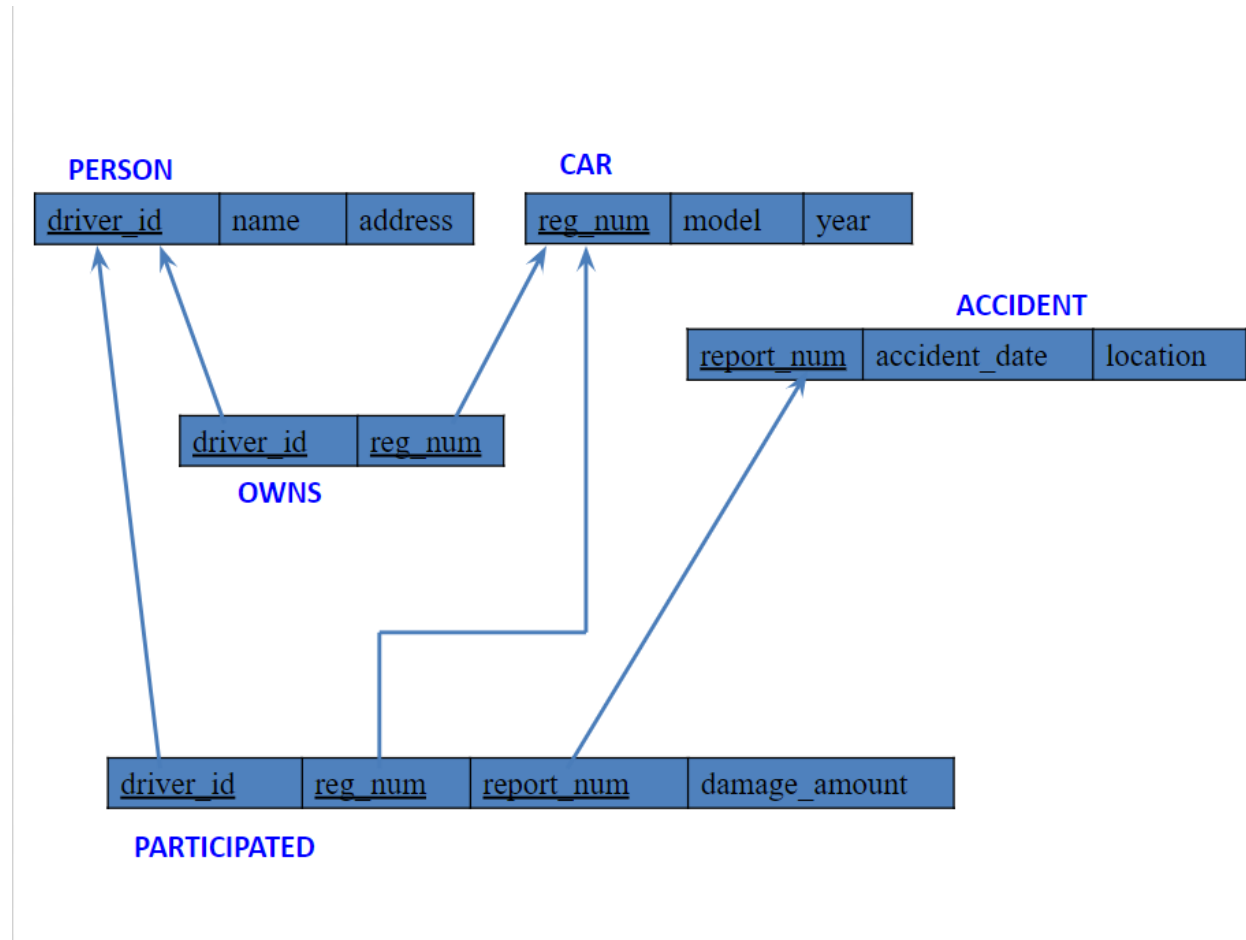 PERSON
driver_id name address
CAR
reg_num model year
ACCIDENT
report_num accident_date location
driver_id reg_num
OWNS
driver_id reg_num report_num damage_amount
PARTICIPATED